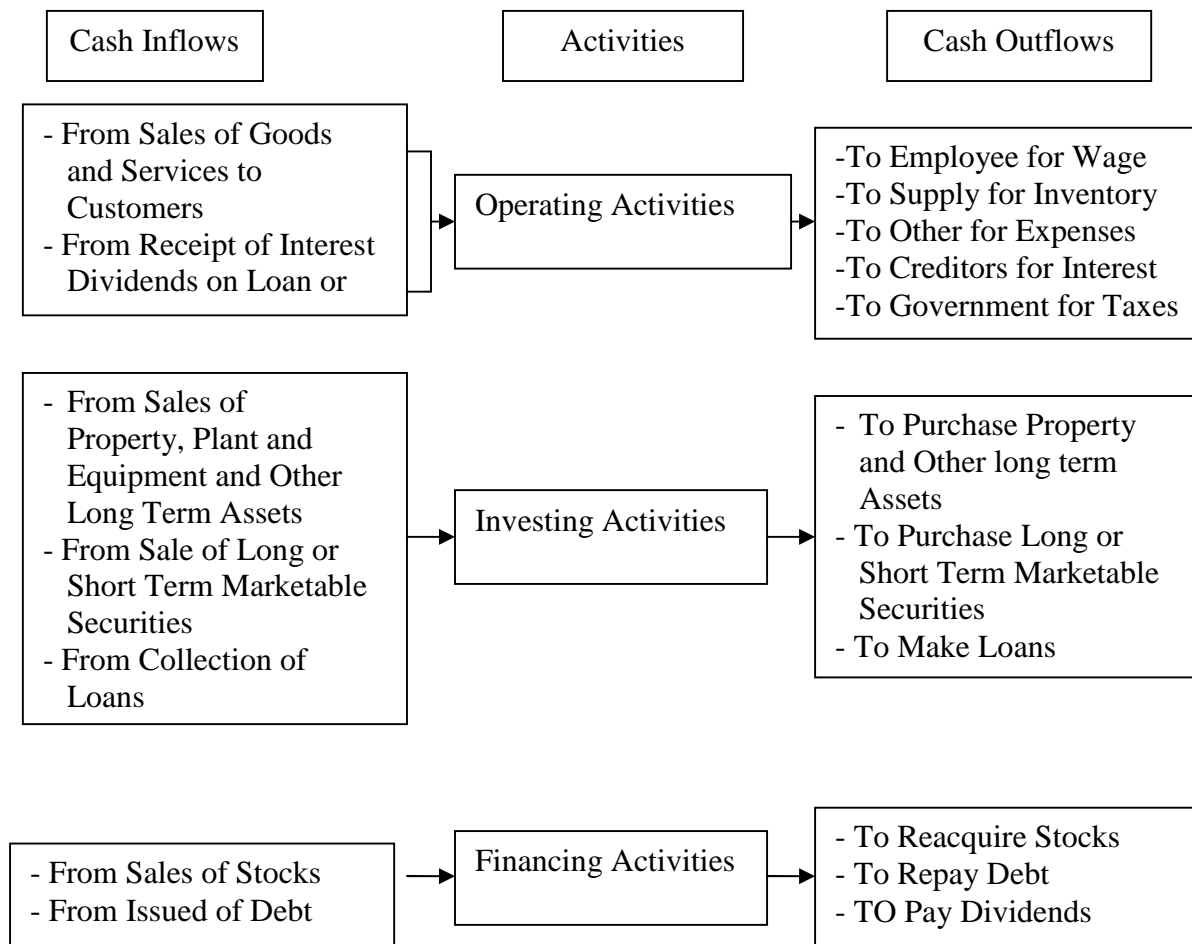 Cash Inflows
Activities
Cash Outflows
- From Sales of Goods
and Services to
Customers
- From Receipt of Interest
Dividends on Loan or
Operating Activities
-To Employee for Wage
-To Supply for Inventory
-To Other for Expenses
-To Creditors for Interest
-To Government for Taxes
- From Sales of
Property, Plant and
Equipment and Other
Long Term Assets
- From Sale of Long or
Short Term Marketable
Securities
- From Collection of
Loans
Investing Activities
- To Purchase Property
and Other long term
Assets
- To Purchase Long or
Short Term Marketable
Securities
- To Make Loans
- From Sales of Stocks
- From Issued of Debt
Financing Activities
- To Reacquire Stocks
- To Repay Debt
- TO Pay Dividends